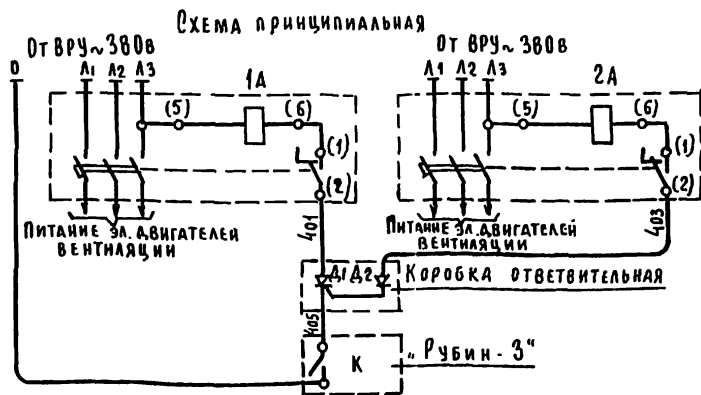 Схема принципиальная
От ВРУ~380в
От ВРУ~380в
0
Л1 Л2 Л3
1А
Л1 Л2 Л3
2А
(5)
(6)
(1)
(2)
(5)
(6)
(1)
(2)
Питание эл. двигателей
вентиляции
Питание эл. двигателей
вентиляции
401
403
Д1 Д2
Коробка ответвительная
405
К
„Рубин-3"